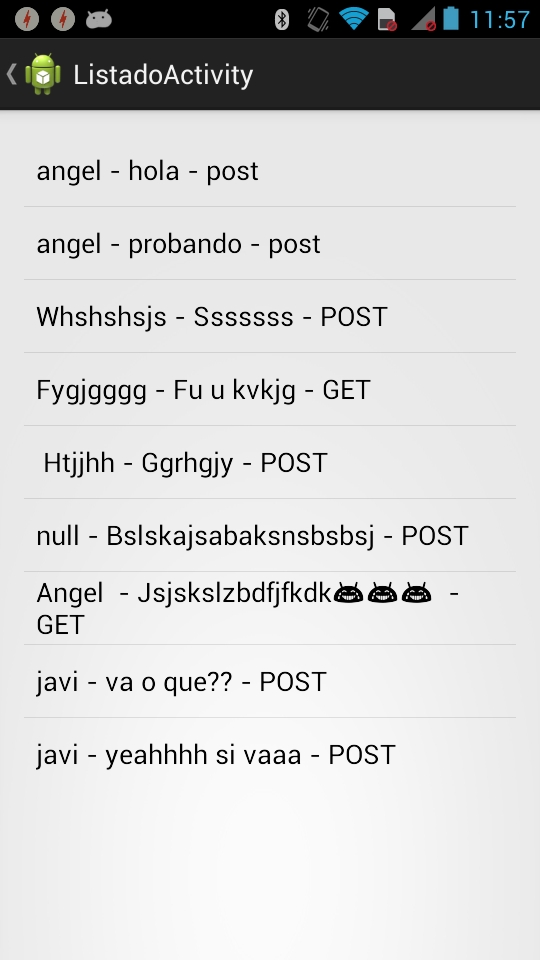 11:57
ListadoActivity
angel - hola - post
angel - probando - post
Whshshsjs - Sssssss - POST
Fygjgggg - Fu u kvkjg - GET
Htjjhh - Ggrhgjy - POST
null - Bslskajsabaksnsbsbsj - POST
Angel  - Jsjskslzbdfjfkdk😹😹😹  -
GET
javi - va o que?? - POST
javi - yeahhhh si vaaa - POST